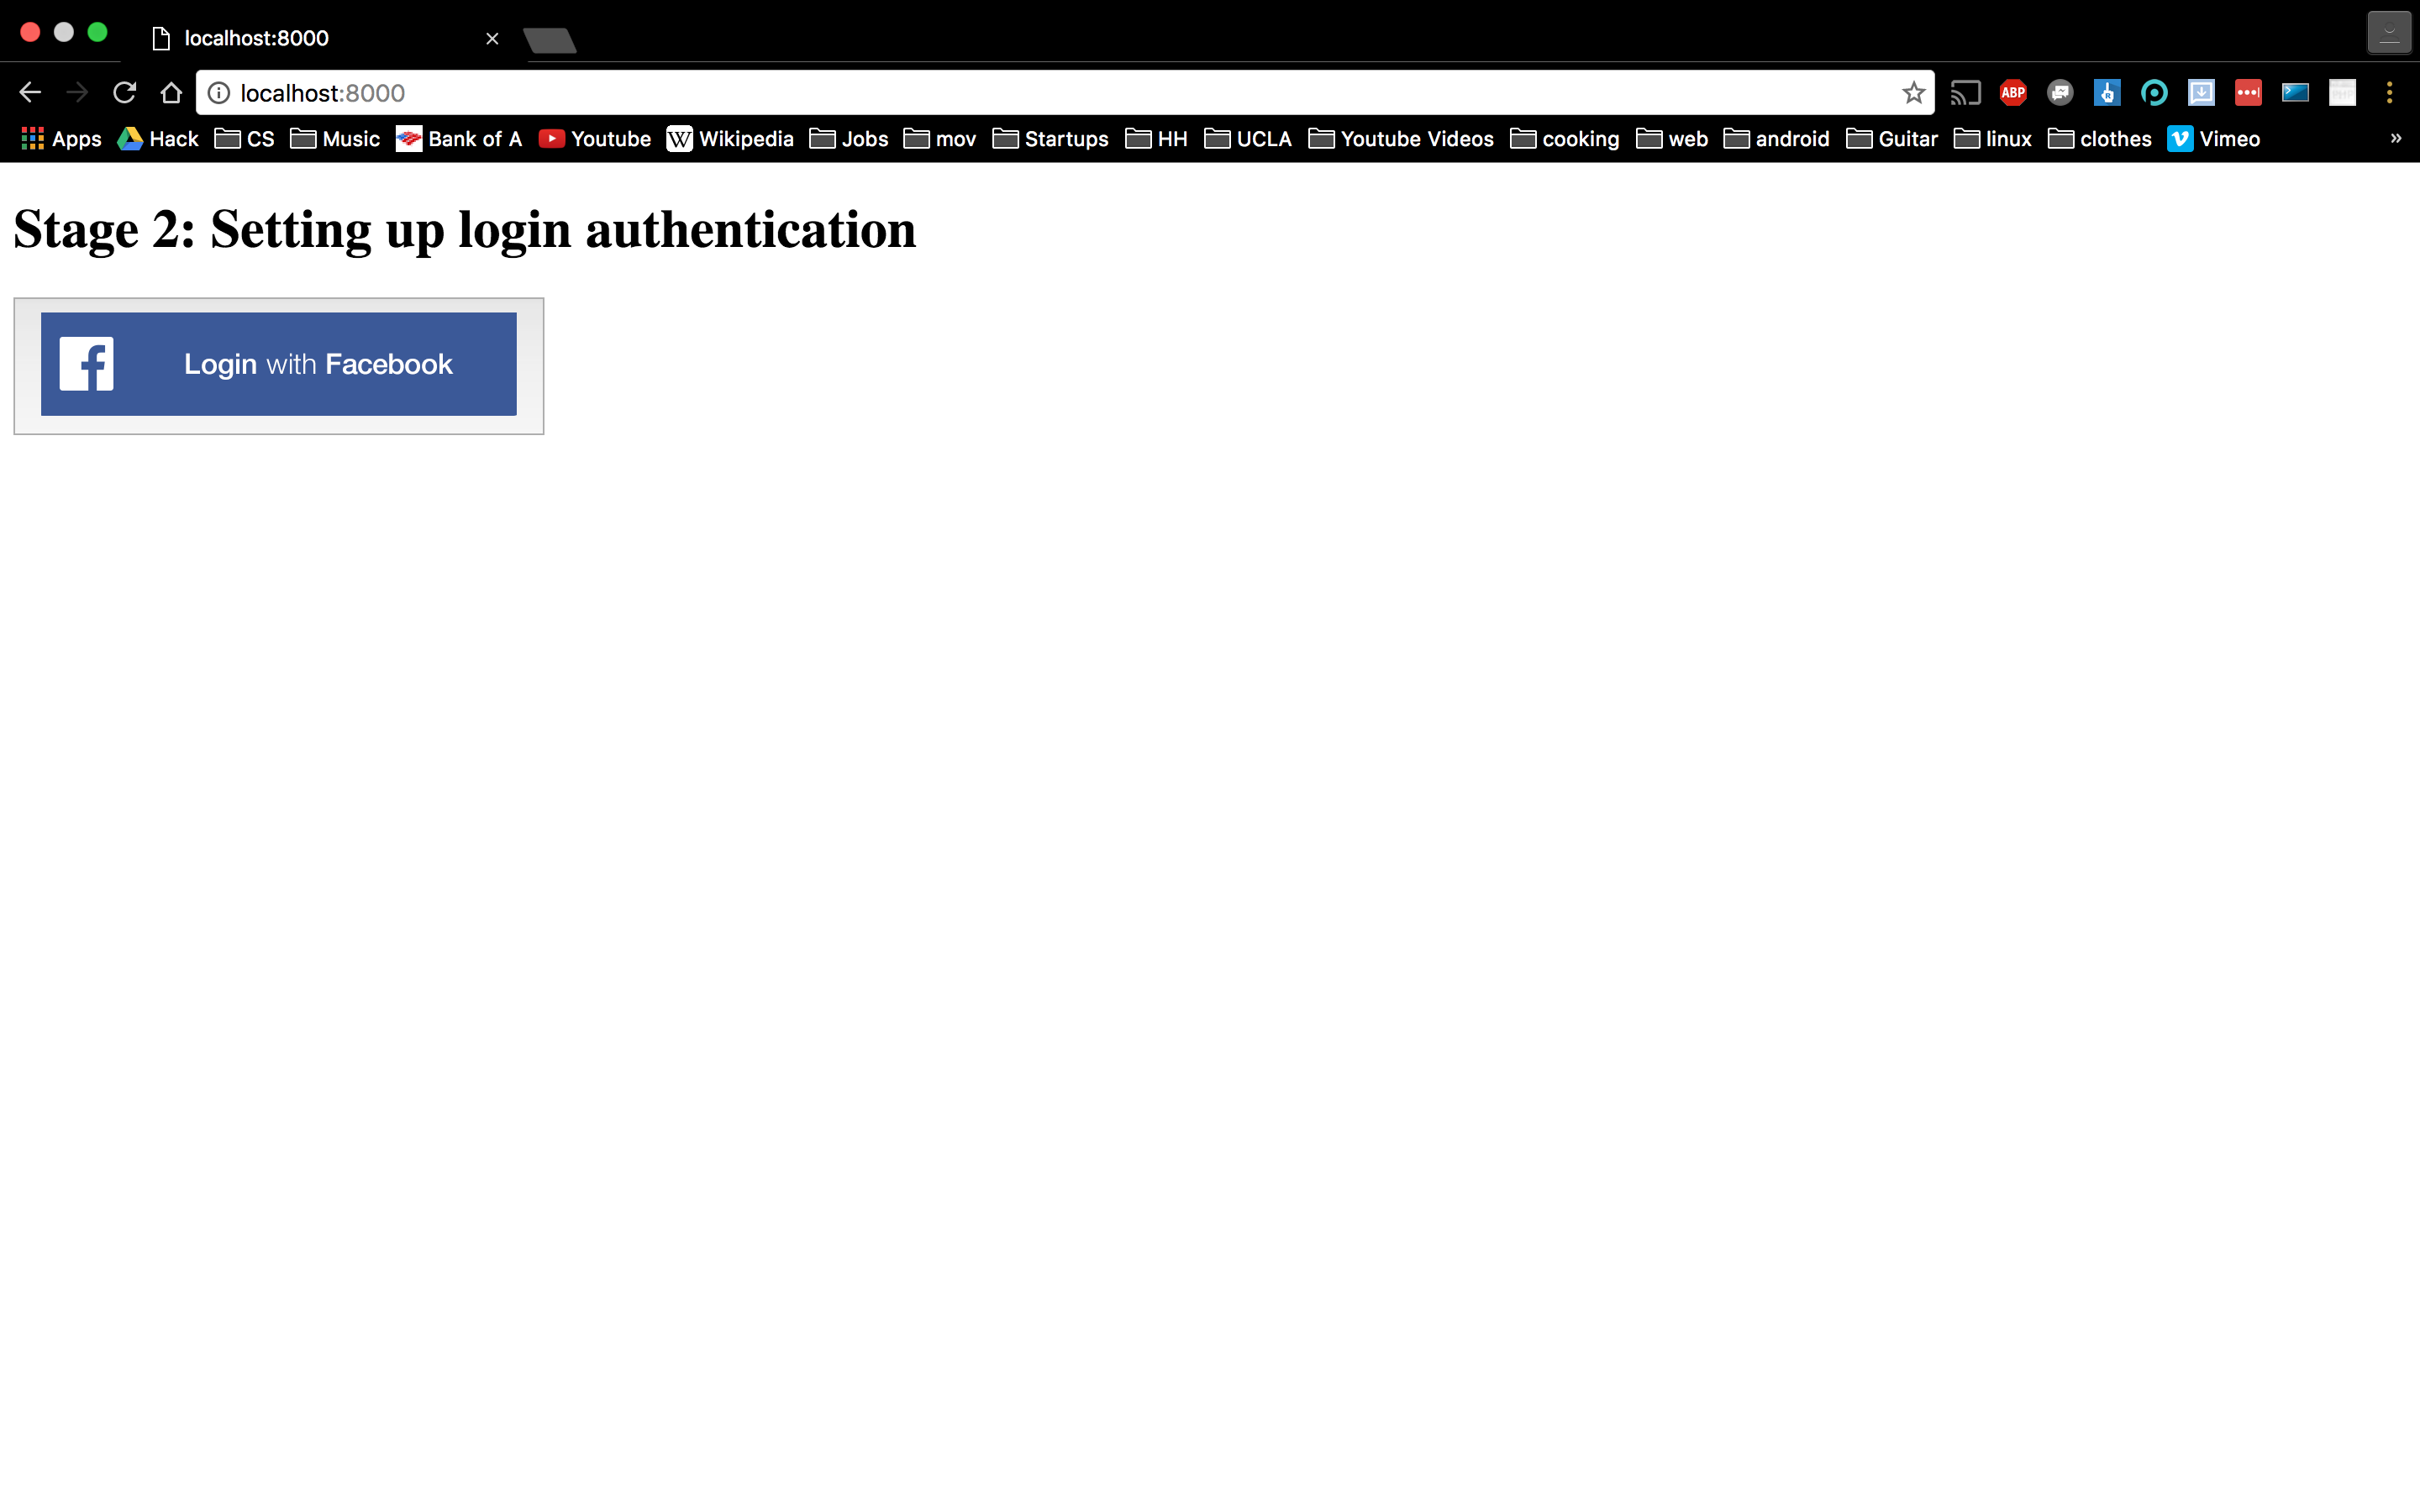 localhost:8000
localhost:8000
ABP
Apps Hack CS Music Bank of A Youtube W Wikipedia Jobs mov Startups HH UCLA Youtube Videos cooking web android Guitar linux clothes Vimeo »
Stage 2: Setting up login authentication
Login with Facebook